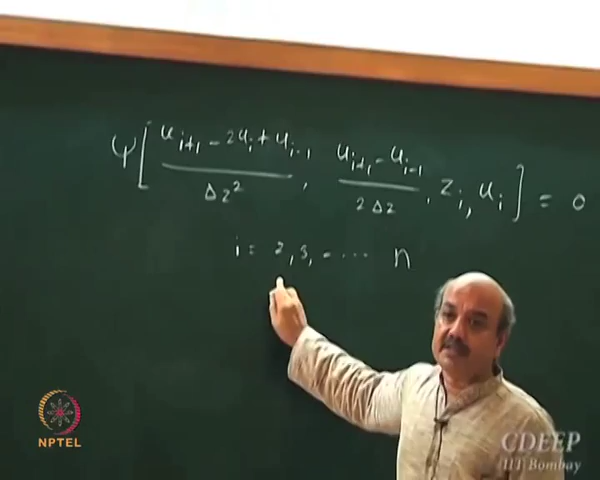 ψ[ (u_{i+1} - 2u_i + u_{i-1}) / Δz², (u_{i+1} - u_{i-1}) / 2Δz, z_i, u_i ] = 0
i = 2, 3, - ... n
NPTEL
CDEEP
IIT Bombay